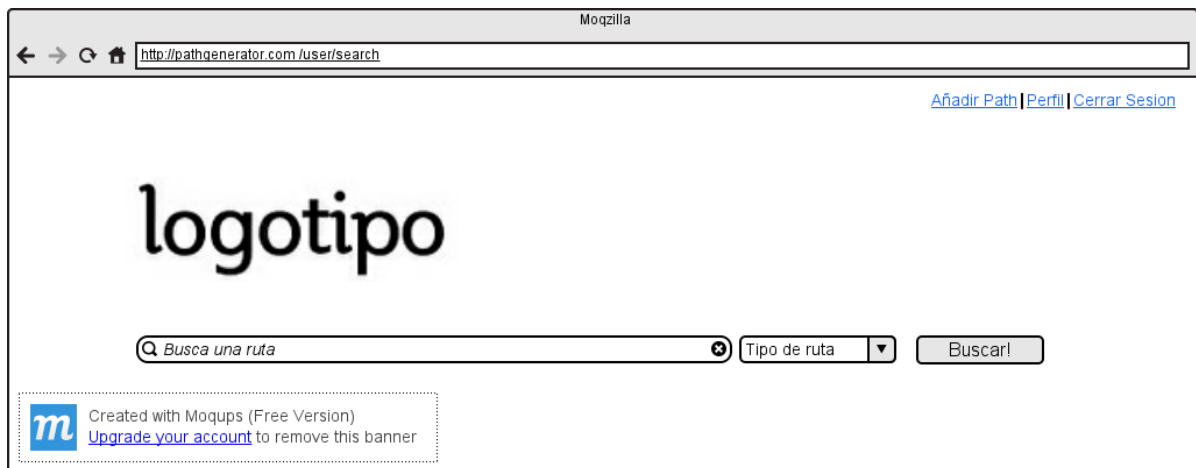 Moqzilla
http://pathgenerator.com /user/search
Añadir Path|Perfil|Cerrar Sesion
logotipo
Busca una ruta
Tipo de ruta
Buscar!
m
Created with Moqups (Free Version)
Upgrade your account to remove this banner